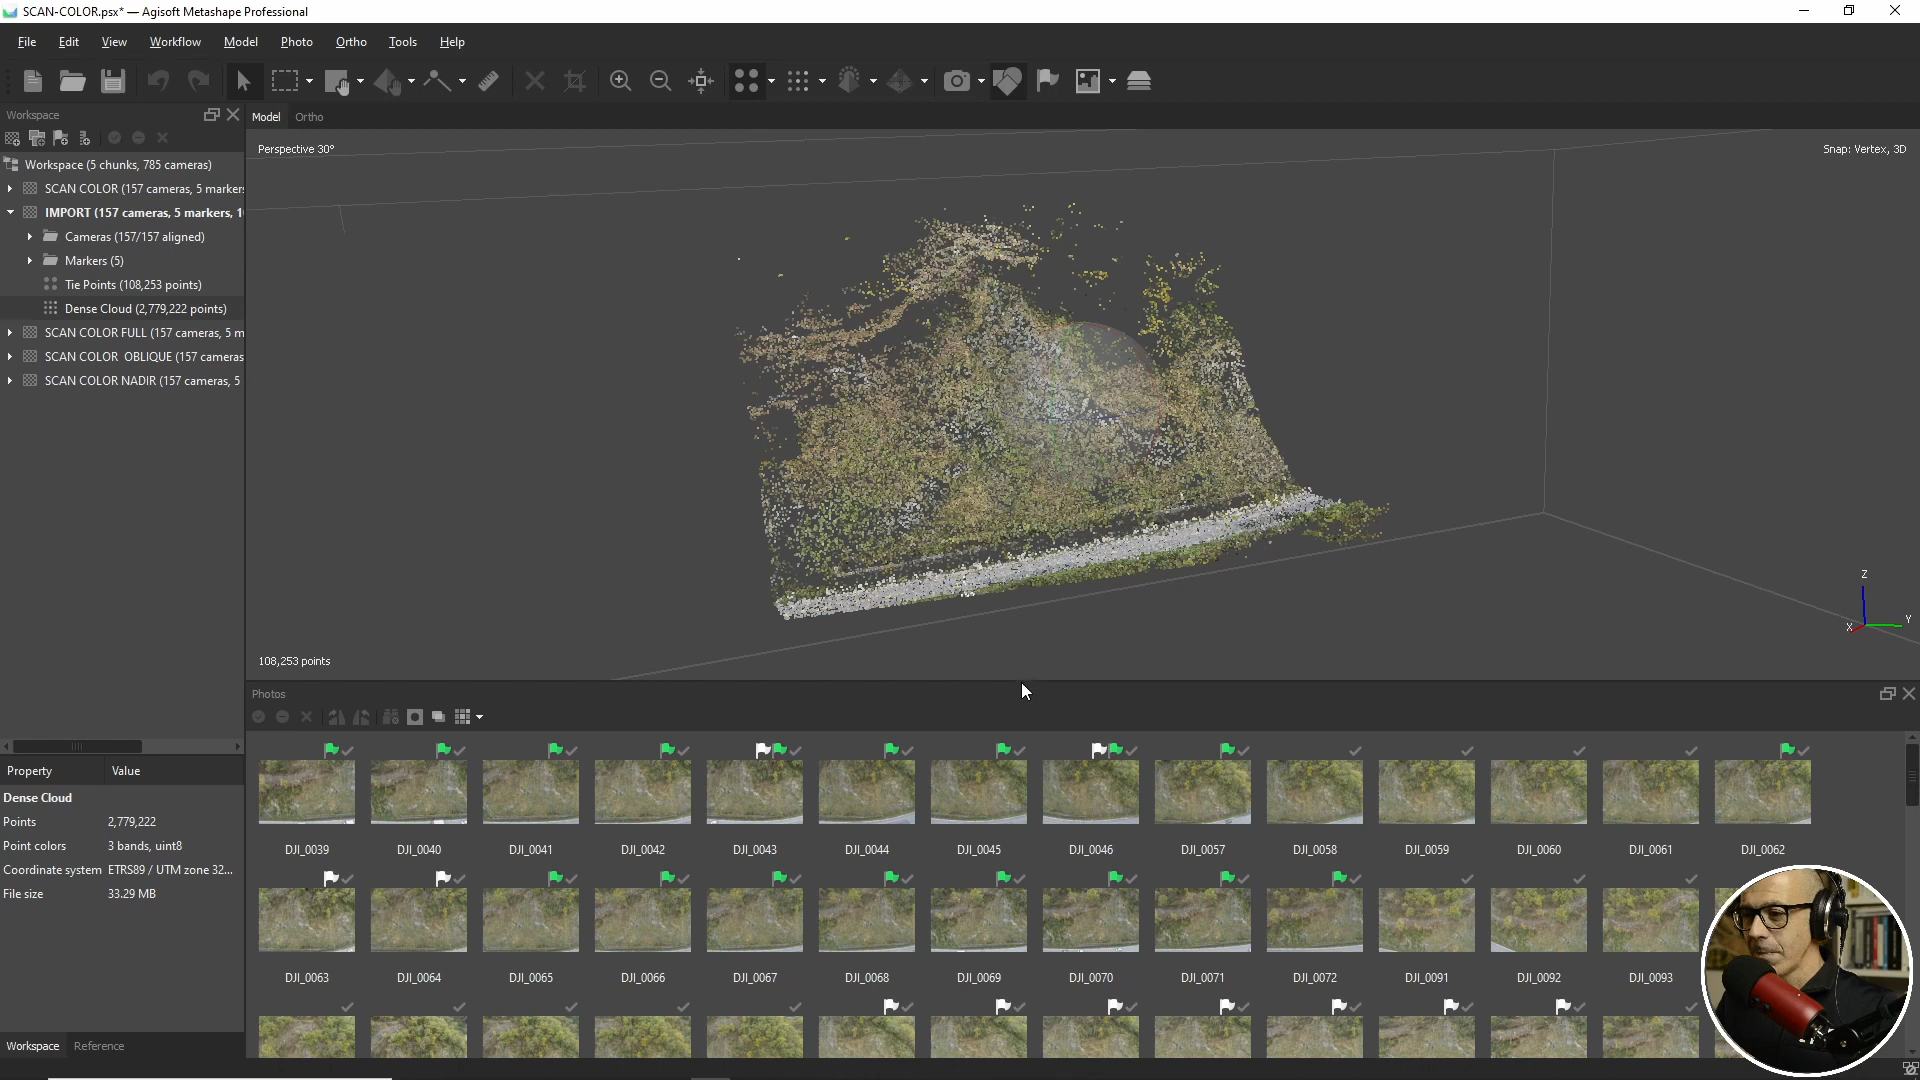 SCAN-COLOR.psx* — Agisoft Metashape Professional
File Edit View Workflow Model Photo Ortho Tools Help
Workspace
Model Ortho
Perspective 30°
Snap: Vertex, 3D
Workspace (5 chunks, 785 cameras)
SCAN COLOR (157 cameras, 5 markers
IMPORT (157 cameras, 5 markers, 1
Cameras (157/157 aligned)
Markers (5)
Tie Points (108,253 points)
Dense Cloud (2,779,222 points)
SCAN COLOR FULL (157 cameras, 5 m
SCAN COLOR OBLIQUE (157 cameras
SCAN COLOR NADIR (157 cameras, 5
Z
Y
X
108,253 points
Photos
Property Value
Dense Cloud
Points 2,779,222
Point colors 3 bands, uint8
Coordinate system ETRS89 / UTM zone 32...
File size 33.29 MB
DJI_0039 DJI_0040 DJI_0041 DJI_0042 DJI_0043 DJI_0044 DJI_0045 DJI_0046 DJI_0057 DJI_0058 DJI_0059 DJI_0060 DJI_0061 DJI_0062
DJI_0063 DJI_0064 DJI_0065 DJI_0066 DJI_0067 DJI_0068 DJI_0069 DJI_0070 DJI_0071 DJI_0072 DJI_0091 DJI_0092 DJI_0093
Workspace Reference